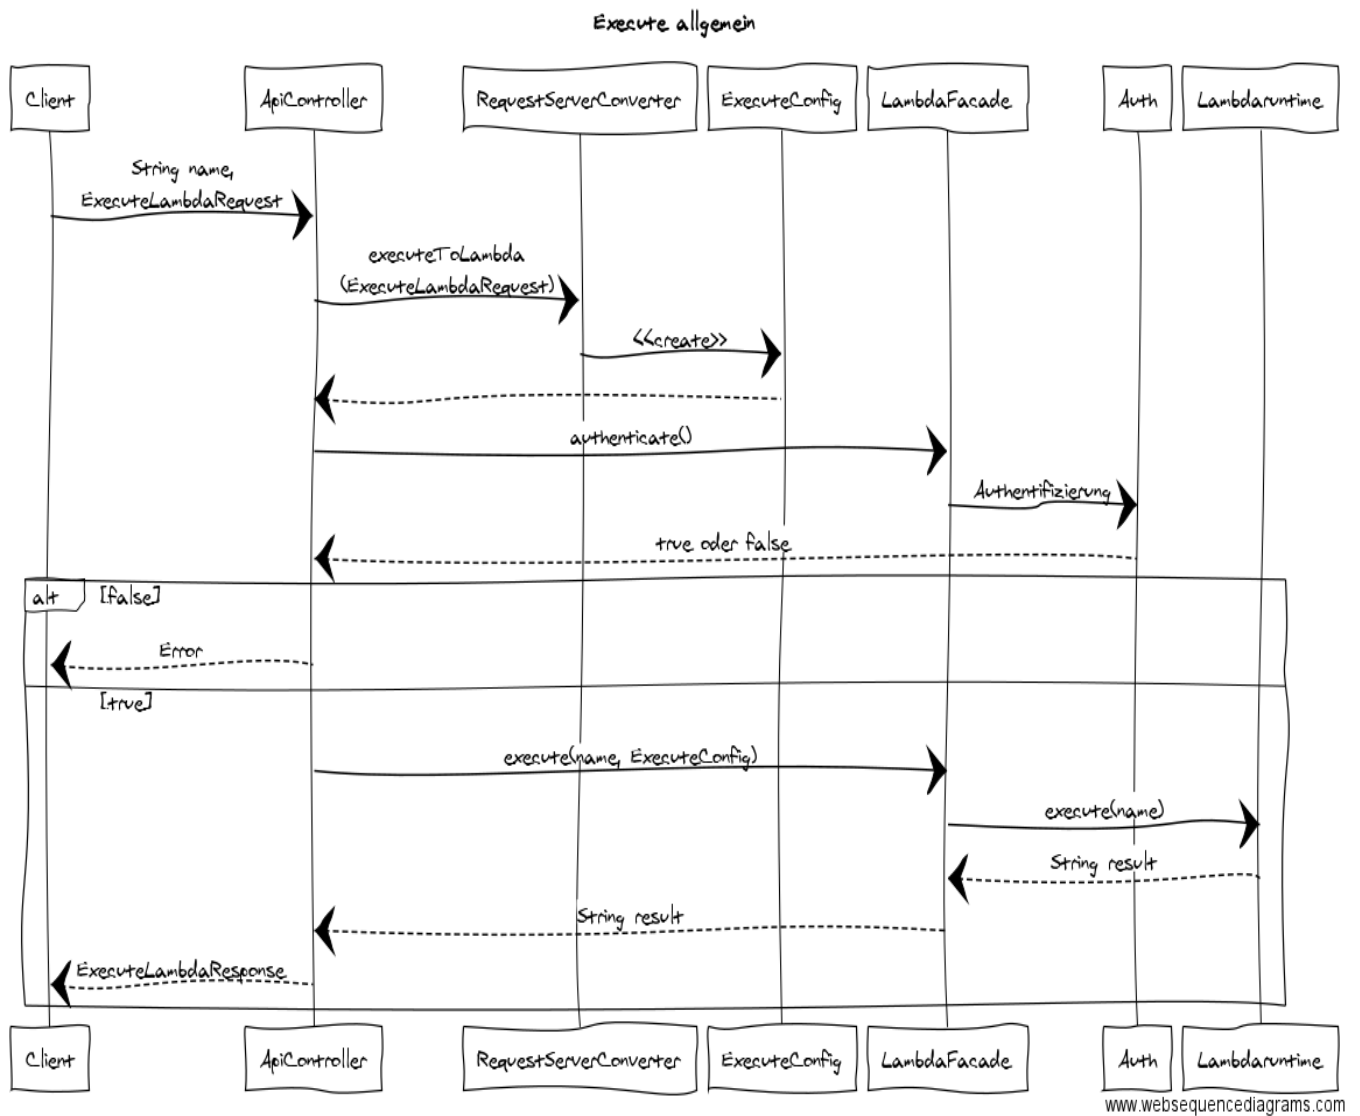 Execute allgemein
Client
ApiController
RequestServerConverter
ExecuteConfig
LambdaFacade
Auth
Lambdaruntime
String name,
ExecuteLambdaRequest
executeToLambda
(ExecuteLambdaRequest)
<<create>>
authenticate()
Authentifizierung
true oder false
alt
[false]
Error
[true]
execute(name, ExecuteConfig)
execute(name)
String result
String result
ExecuteLambdaResponse
Client
ApiController
RequestServerConverter
ExecuteConfig
LambdaFacade
Auth
Lambdaruntime
www.websequencediagrams.com